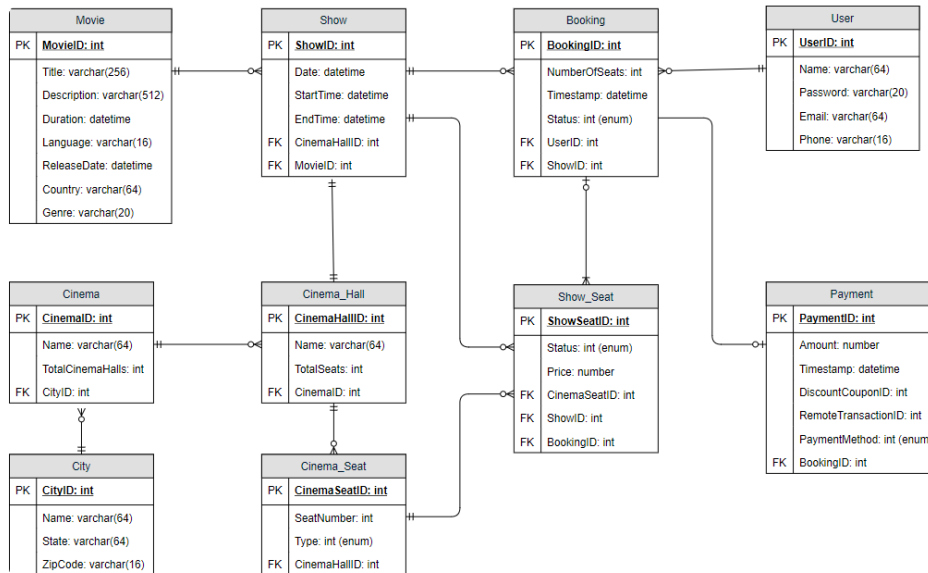 Movie
PK MovieID: int
Title: varchar(256)
Description: varchar(512)
Duration: datetime
Language: varchar(16)
ReleaseDate: datetime
Country: varchar(64)
Genre: varchar(20)
Show
PK ShowID: int
Date: datetime
StartTime: datetime
EndTime: datetime
FK CinemaHallID: int
FK MovieID: int
Booking
PK BookingID: int
NumberOfSeats: int
Timestamp: datetime
Status: int (enum)
FK UserID: int
FK ShowID: int
User
PK UserID: int
Name: varchar(64)
Password: varchar(20)
Email: varchar(64)
Phone: varchar(16)
Cinema
PK CinemaID: int
Name: varchar(64)
TotalCinemaHalls: int
FK CityID: int
Cinema_Hall
PK CinemaHallID: int
Name: varchar(64)
TotalSeats: int
FK CinemaID: int
Show_Seat
PK ShowSeatID: int
Status: int (enum)
Price: number
FK CinemaSeatID: int
FK ShowID: int
FK BookingID: int
Payment
PK PaymentID: int
Amount: number
Timestamp: datetime
DiscountCouponID: int
RemoteTransactionID: int
PaymentMethod: int (enum
FK BookingID: int
City
PK CityID: int
Name: varchar(64)
State: varchar(64)
ZipCode: varchar(16)
Cinema_Seat
PK CinemaSeatID: int
SeatNumber: int
Type: int (enum)
FK CinemaHallID: int